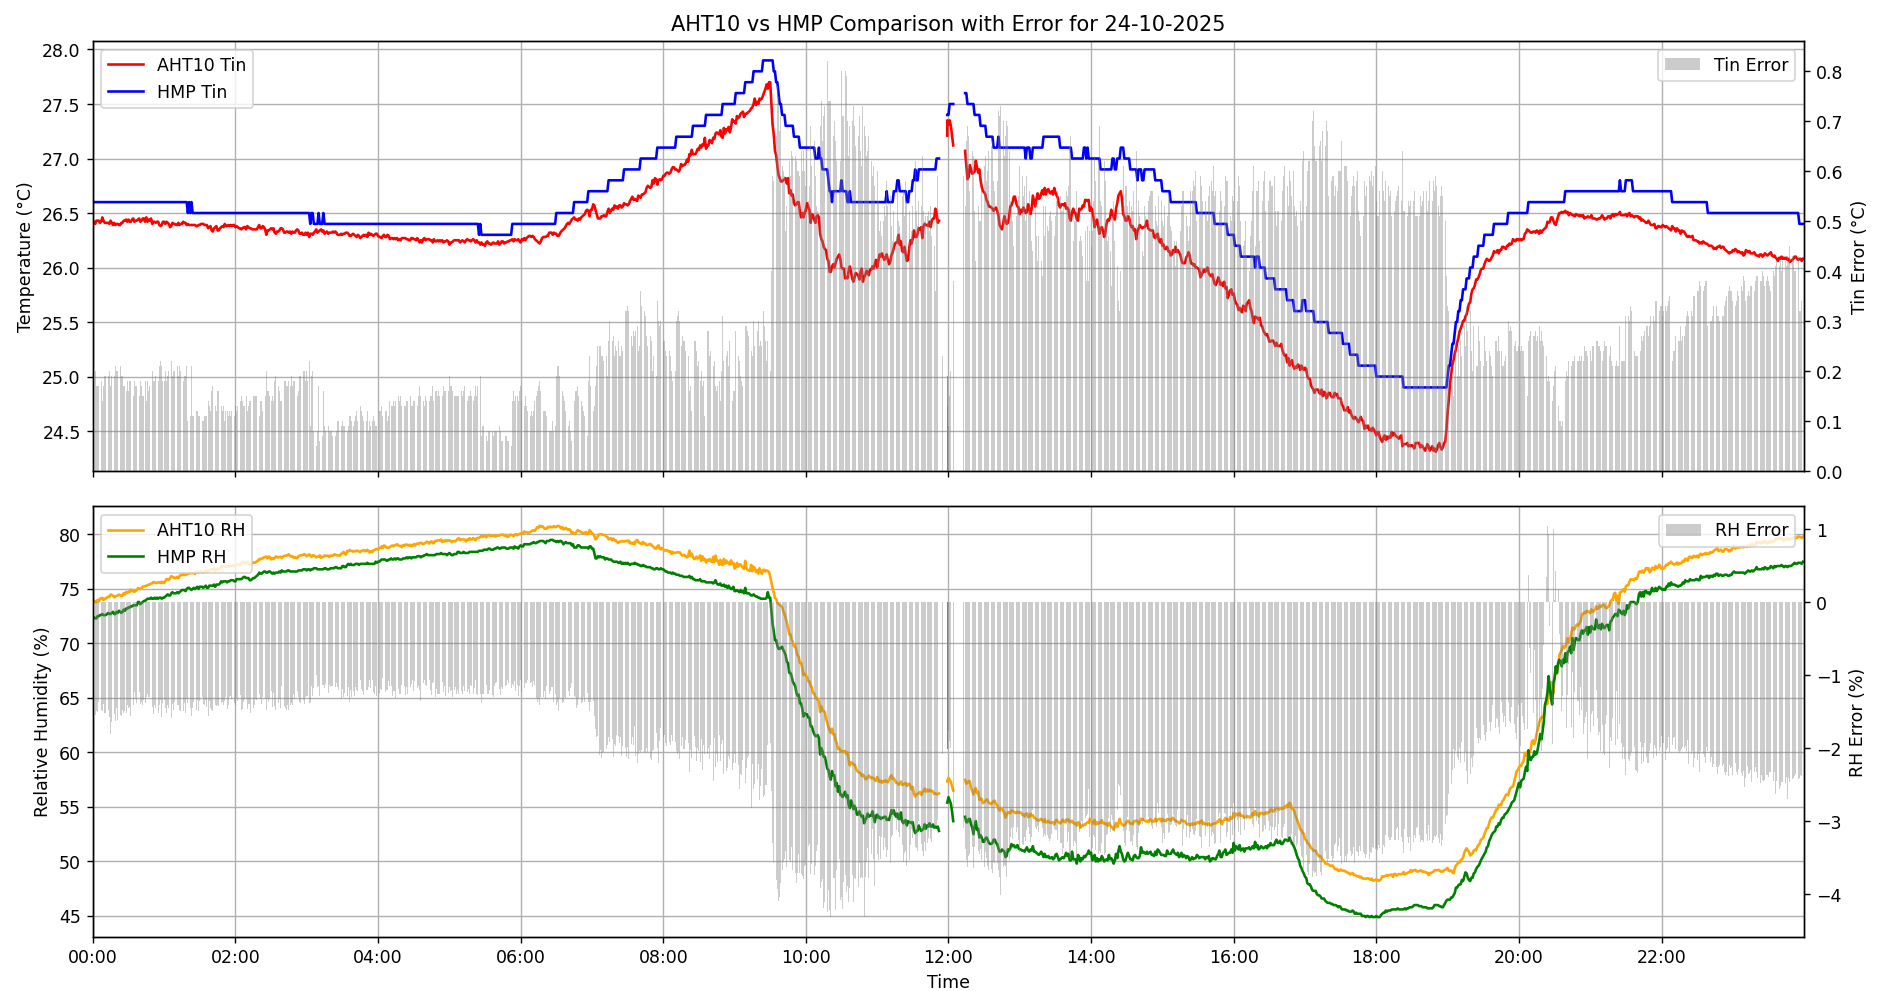 AHT10 vs HMP Comparison with Error for 24-10-2025
AHT10 Tin
HMP Tin
Tin Error
Temperature (°C)
28.0
27.5
27.0
26.5
26.0
25.5
25.0
24.5
0.8
0.7
0.6
0.5
0.4
0.3
0.2
0.1
0.0
Tin Error (°C)
AHT10 RH
HMP RH
RH Error
Relative Humidity (%)
80
75
70
65
60
55
50
45
1
0
−1
−2
−3
−4
RH Error (%)
00:00 02:00 04:00 06:00 08:00 10:00 12:00 14:00 16:00 18:00 20:00 22:00
Time